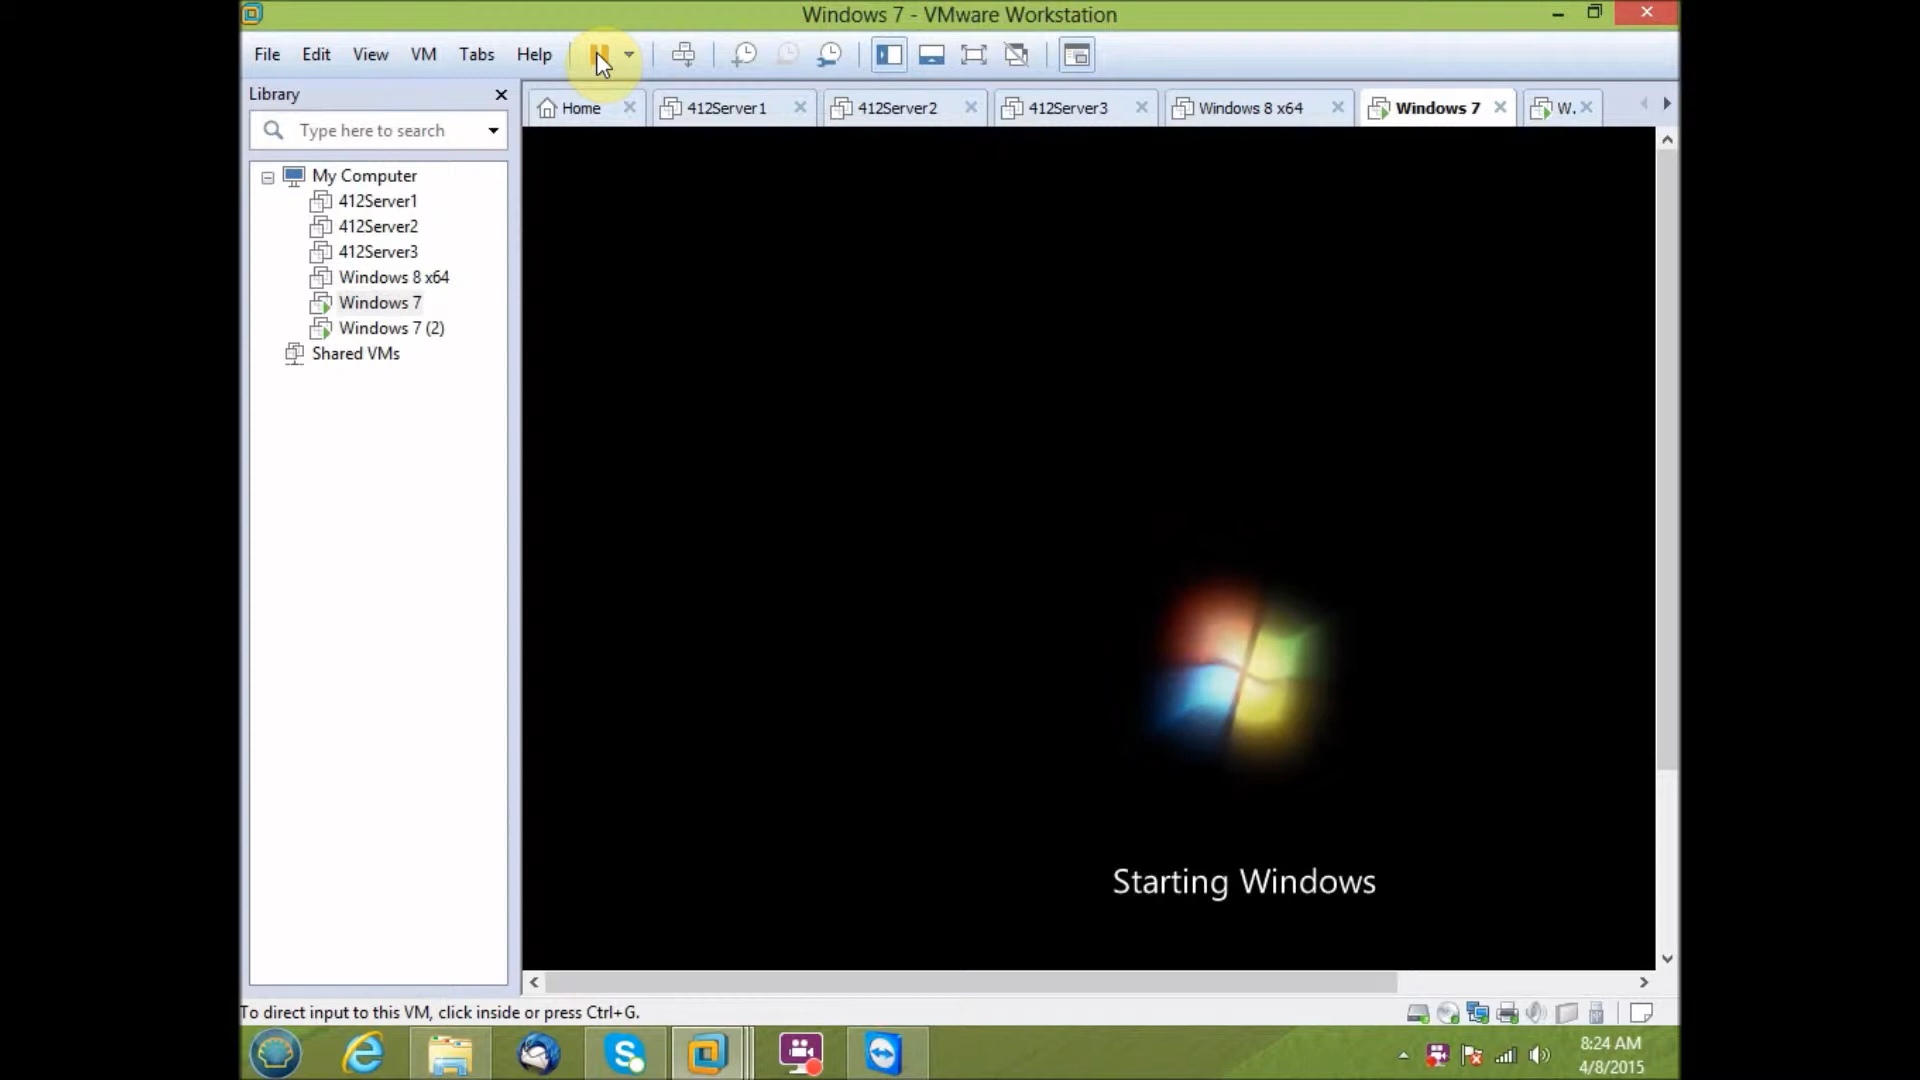 Windows 7 - VMware Workstation
File Edit View VM Tabs Help
Library
Type here to search
Home 412Server1 412Server2 412Server3 Windows 8 x64 Windows 7 W.
My Computer
412Server1
412Server2
412Server3
Windows 8 x64
Windows 7
Windows 7 (2)
Shared VMs
Starting Windows
To direct input to this VM, click inside or press Ctrl+G.
8:24 AM
4/8/2015